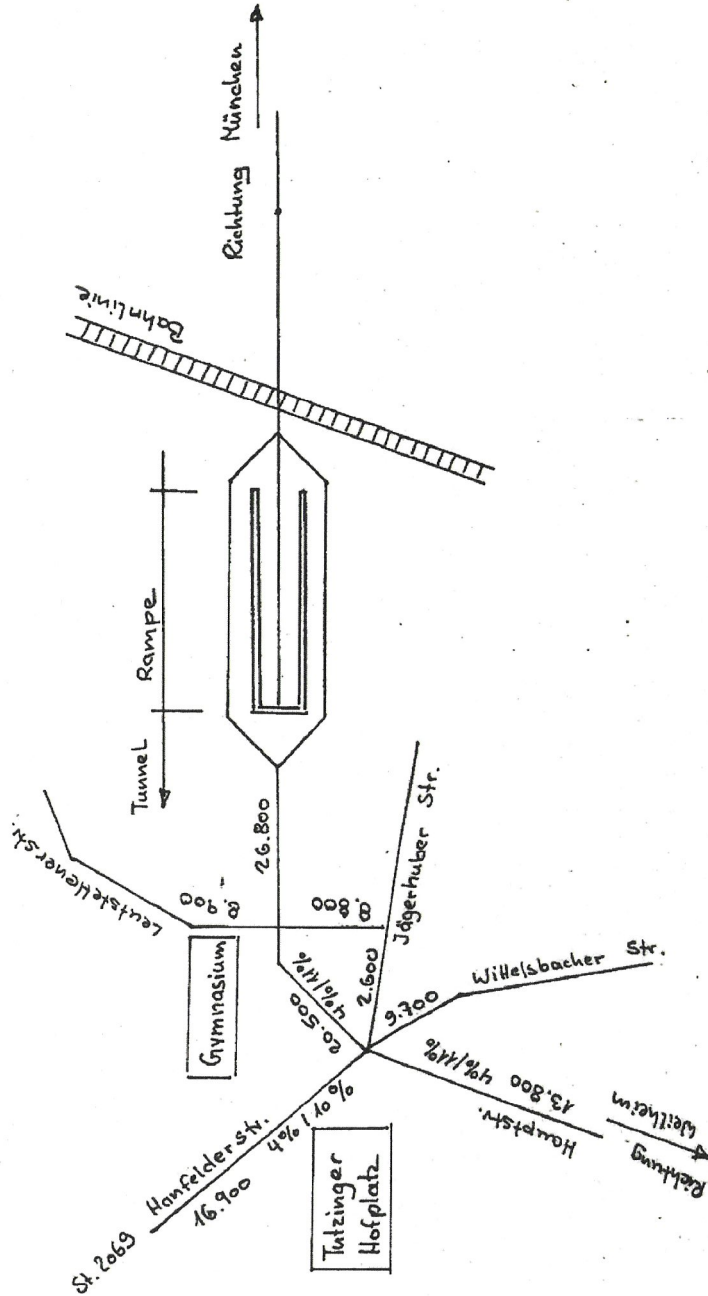 Richtung München
Bahnlinie
Rampe
Tunnel
26.800
Leutstettenerstr.
8.900
8.800
Gymnasium
Jägerhuber Str.
2.600
20.500
4%/11%
Wittelsbacher Str.
9.700
4%/11%
13.800
Hauptstr.
Richtung
Weilheim
St.2069
Hanfelderstr.
16.900
4% | 10 %
Tutzinger
Hofplatz